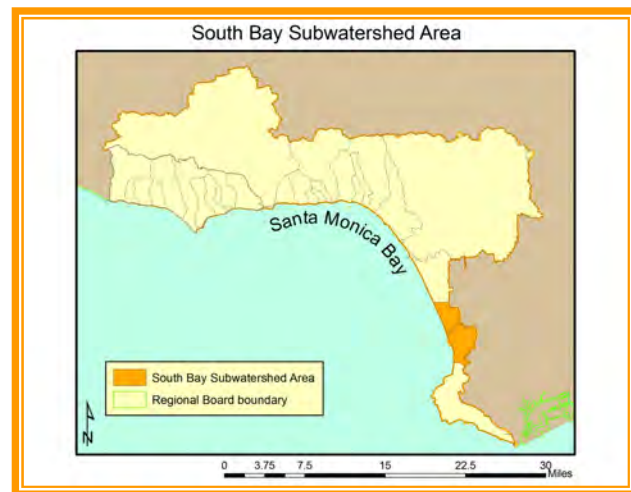 South Bay Subwatershed Area
Santa Monica Bay
South Bay Subwatershed Area
Regional Board boundary
N
0 3.75 7.5 15 22.5 30
Miles